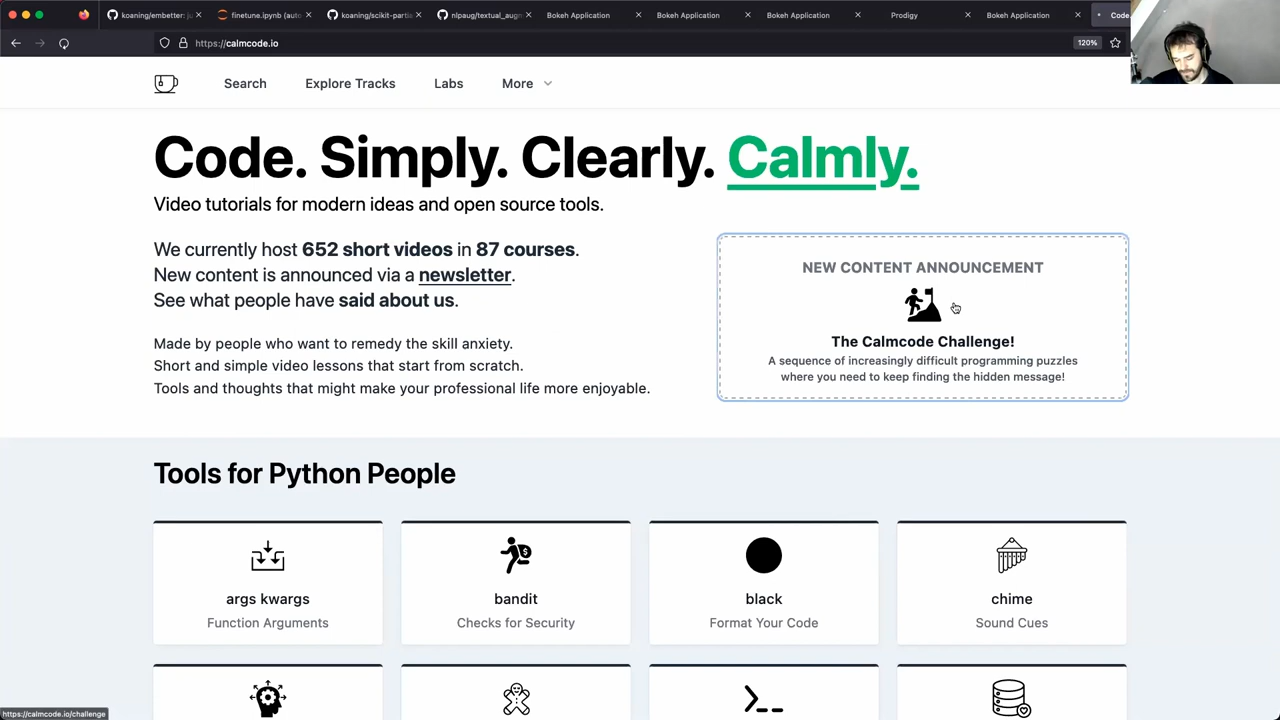 koaning/embetter: ju
finetune.ipynb (auto
koaning/scikit-partia
nlpaug/textual_augm
Bokeh Application
Bokeh Application
Bokeh Application
Prodigy
Bokeh Application
Code.
https://calmcode.io
120%
Search
Explore Tracks
Labs
More
Code. Simply. Clearly. Calmly.
Video tutorials for modern ideas and open source tools.
We currently host 652 short videos in 87 courses.
New content is announced via a newsletter.
See what people have said about us.
Made by people who want to remedy the skill anxiety.
Short and simple video lessons that start from scratch.
Tools and thoughts that might make your professional life more enjoyable.
NEW CONTENT ANNOUNCEMENT
The Calmcode Challenge!
A sequence of increasingly difficult programming puzzles
where you need to keep finding the hidden message!
Tools for Python People
args kwargs
Function Arguments
bandit
Checks for Security
black
Format Your Code
chime
Sound Cues
https://calmcode.io/challenge